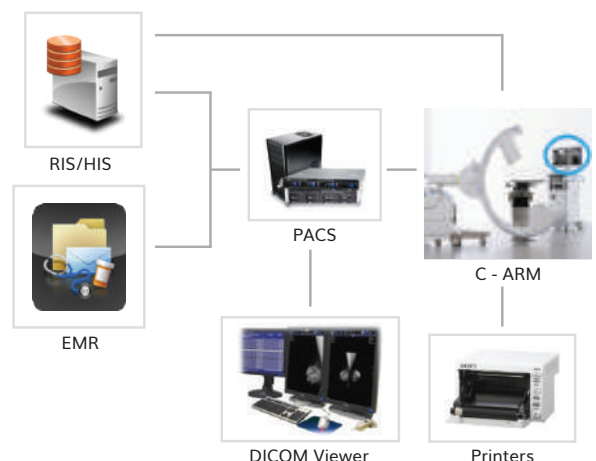 RIS/HIS
PACS
C - ARM
EMR
DICOM Viewer
Printers